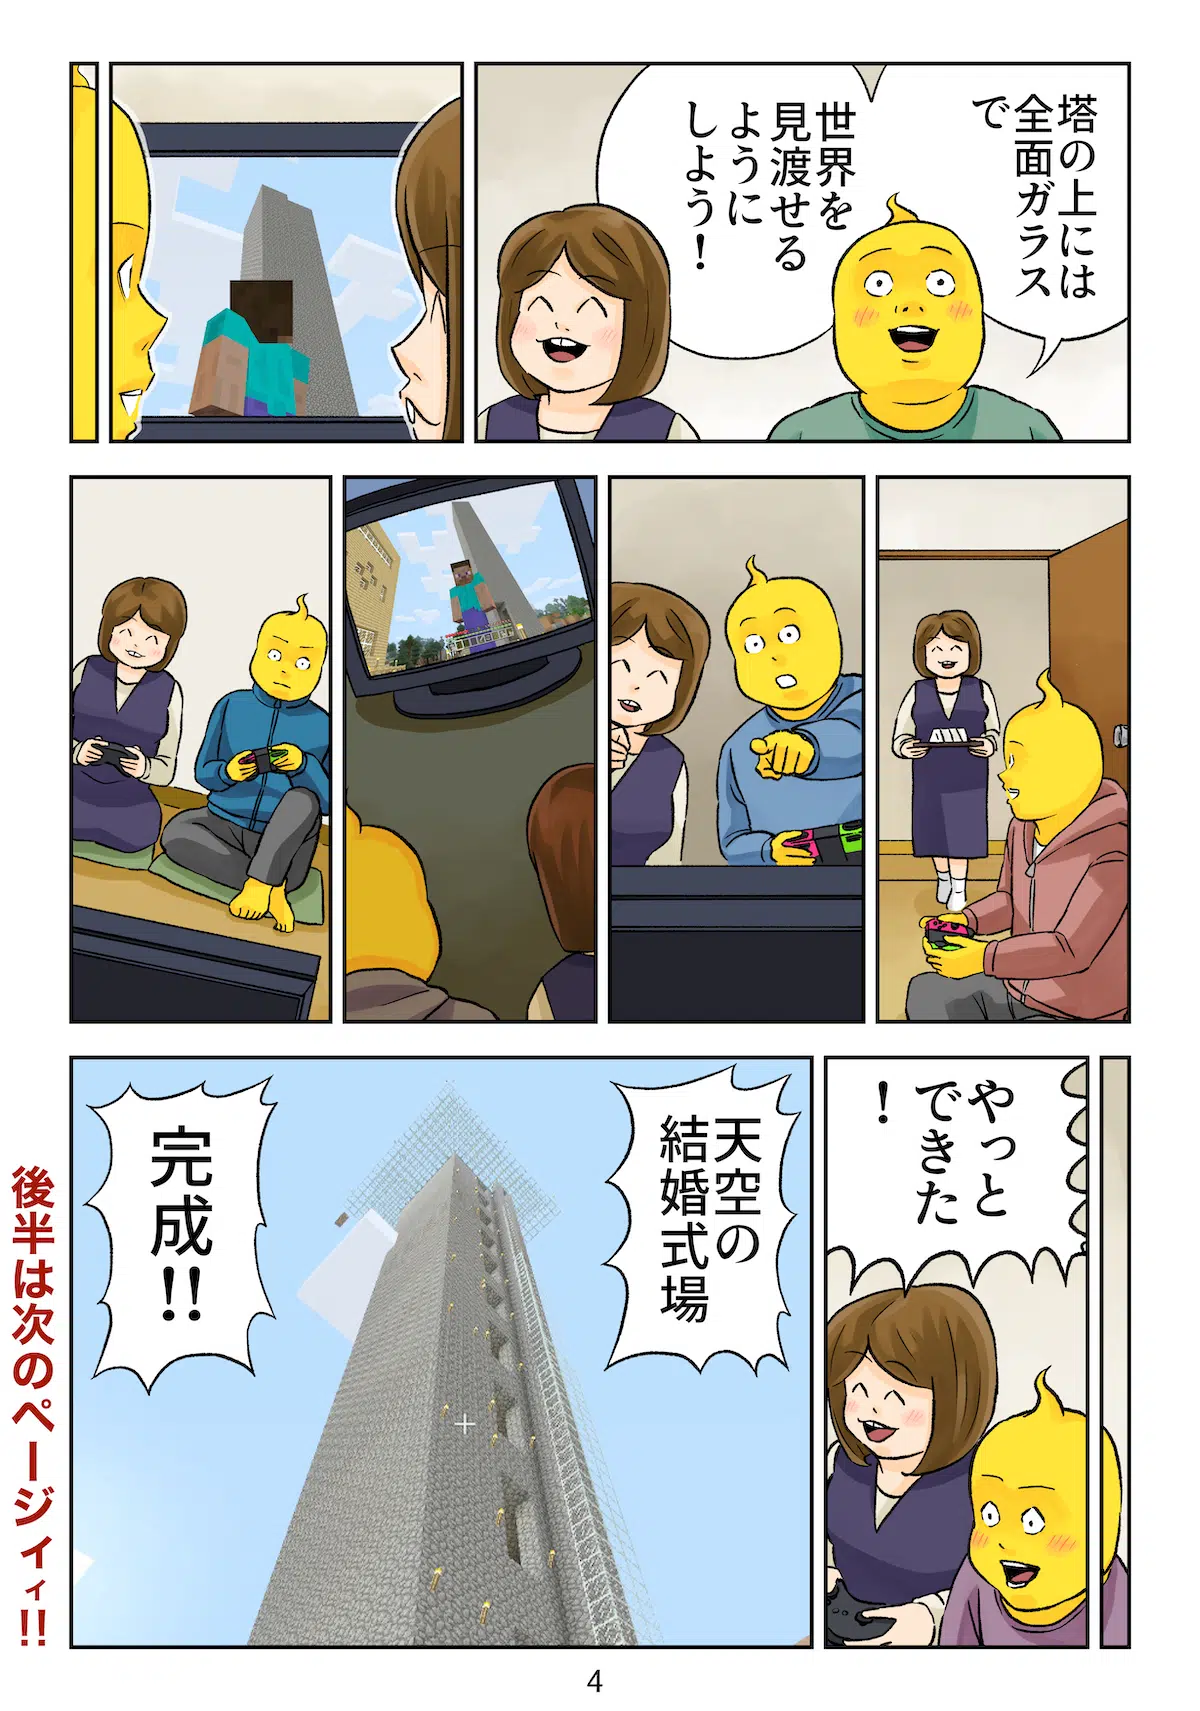 塔の上には
全面ガラス
で
世界を
見渡せる
ように
しよう！
やっと
できた
！
天空の
結婚式場
完成!!
後半は次のページィィ!!
4